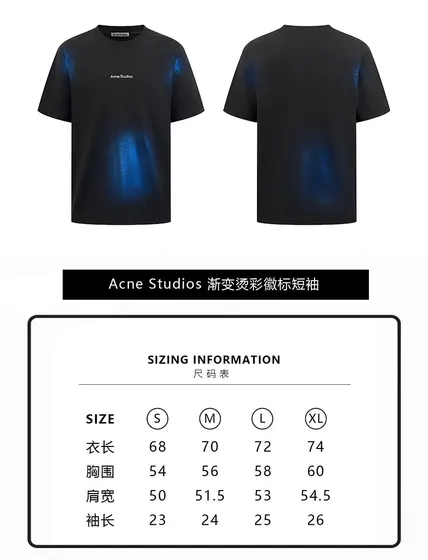 Acne Studios
Acne Studios 渐变烫彩徽标短袖
SIZING INFORMATION
尺码表
SIZE S M L XL
衣长 68 70 72 74
胸围 54 56 58 60
肩宽 50 51.5 53 54.5
袖长 23 24 25 26